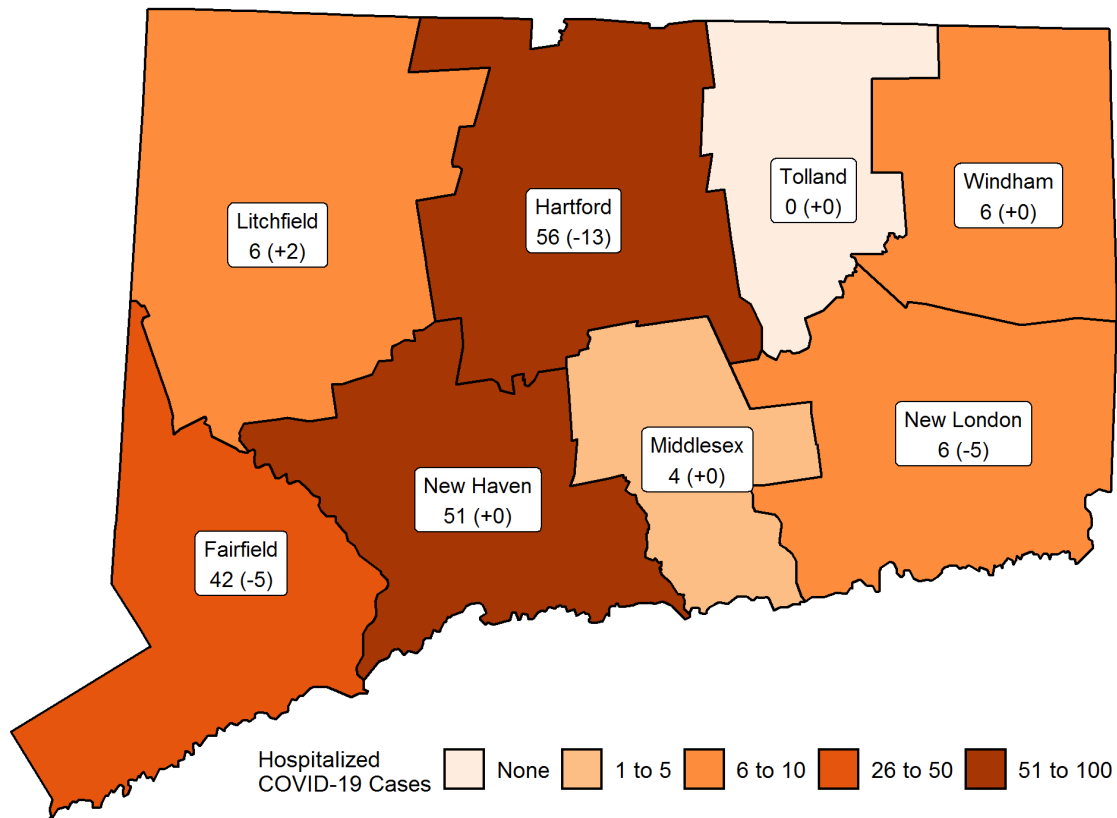 Tolland
0 (+0)
Windham
6 (+0)
Hartford
56 (-13)
Litchfield
6 (+2)
New London
6 (-5)
Middlesex
4 (+0)
New Haven
51 (+0)
Fairfield
42 (-5)
Hospitalized
COVID-19 Cases
None
1 to 5
6 to 10
26 to 50
51 to 100